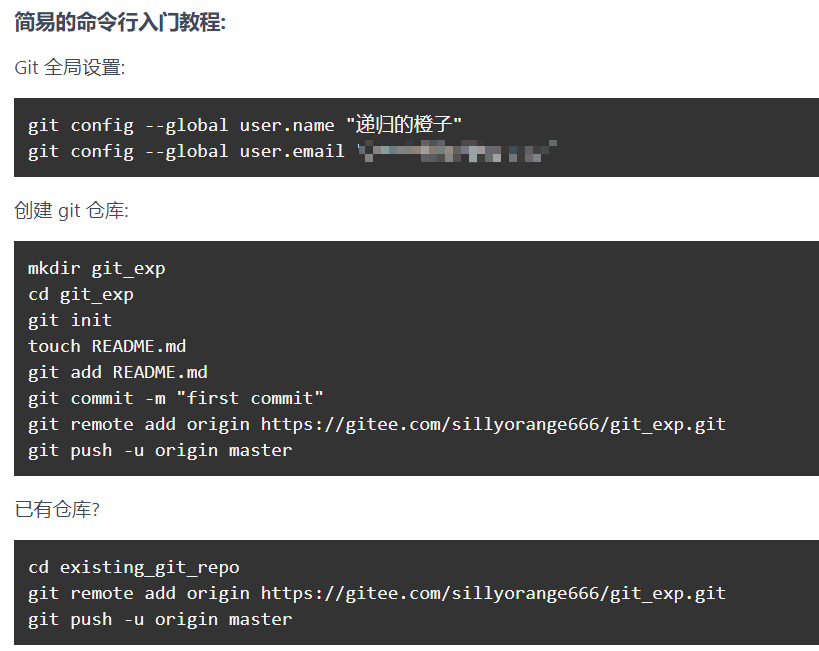 简易的命令行入门教程:
Git 全局设置:
git config --global user.name "递归的橙子"
git config --global user.email
创建 git 仓库:
mkdir git_exp
cd git_exp
git init
touch README.md
git add README.md
git commit -m "first commit"
git remote add origin https://gitee.com/sillyorange666/git_exp.git
git push -u origin master
已有仓库?
cd existing_git_repo
git remote add origin https://gitee.com/sillyorange666/git_exp.git
git push -u origin master